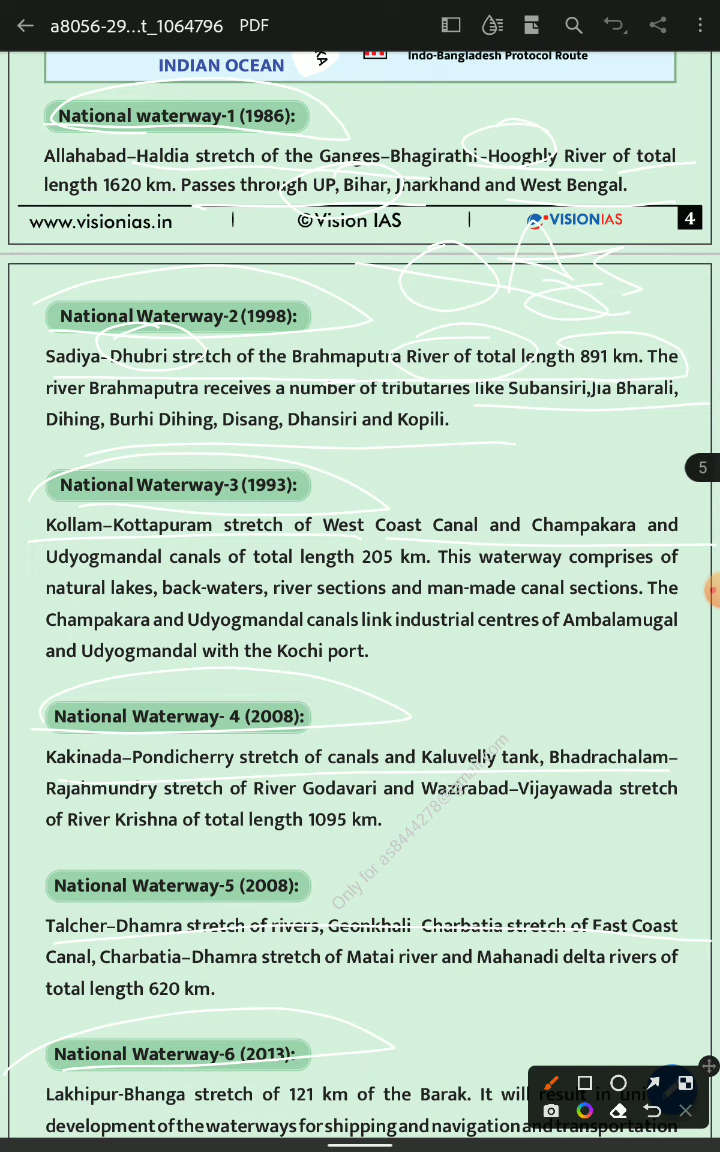 a8056-29...t_1064796 PDF
INDIAN OCEAN
Indo-Bangladesh Protocol Route
National waterway-1 (1986):
Allahabad–Haldia stretch of the Ganges–Bhagirathi–Hooghly River of total
length 1620 km. Passes through UP, Bihar, Jharkhand and West Bengal.
www.visionias.in | ©Vision IAS | VISIONIAS 4
National Waterway-2 (1998):
Sadiya–Dhubri stretch of the Brahmaputra River of total length 891 km. The
river Brahmaputra receives a number of tributaries like Subansiri,Jia Bharali,
Dihing, Burhi Dihing, Disang, Dhansiri and Kopili.
5
National Waterway-3 (1993):
Kollam–Kottapuram stretch of West Coast Canal and Champakara and
Udyogmandal canals of total length 205 km. This waterway comprises of
natural lakes, back-waters, river sections and man-made canal sections. The
Champakara and Udyogmandal canals link industrial centres of Ambalamugal
and Udyogmandal with the Kochi port.
National Waterway- 4 (2008):
Kakinada–Pondicherry stretch of canals and Kaluvelly tank, Bhadrachalam–
Rajahmundry stretch of River Godavari and Wazirabad–Vijayawada stretch
of River Krishna of total length 1095 km.
National Waterway-5 (2008):
Talcher–Dhamra stretch of rivers, Geonkhali–Charbatia stretch of East Coast
Canal, Charbatia–Dhamra stretch of Matai river and Mahanadi delta rivers of
total length 620 km.
National Waterway-6 (2013):
Lakhipur-Bhanga stretch of 121 km of the Barak. It will result in
development of the waterways for shipping and navigation and transportation